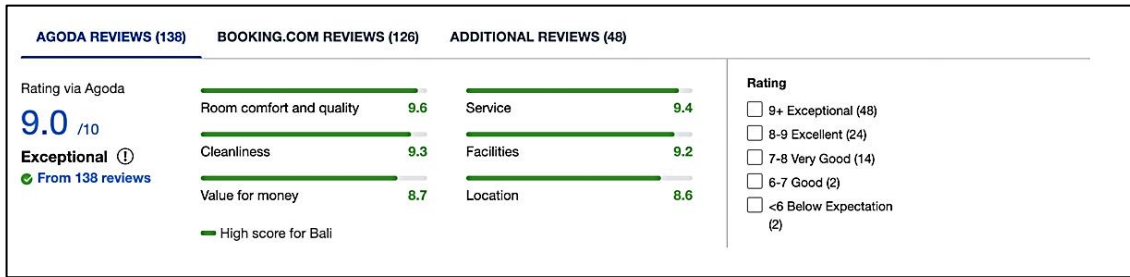 AGODA REVIEWS (138) BOOKING.COM REVIEWS (126) ADDITIONAL REVIEWS (48)
Rating via Agoda
9.0 /10
Exceptional
From 138 reviews
Room comfort and quality 9.6
Cleanliness 9.3
Value for money 8.7
Service 9.4
Facilities 9.2
Location 8.6
High score for Bali
Rating
9+ Exceptional (48)
8-9 Excellent (24)
7-8 Very Good (14)
6-7 Good (2)
<6 Below Expectation
(2)